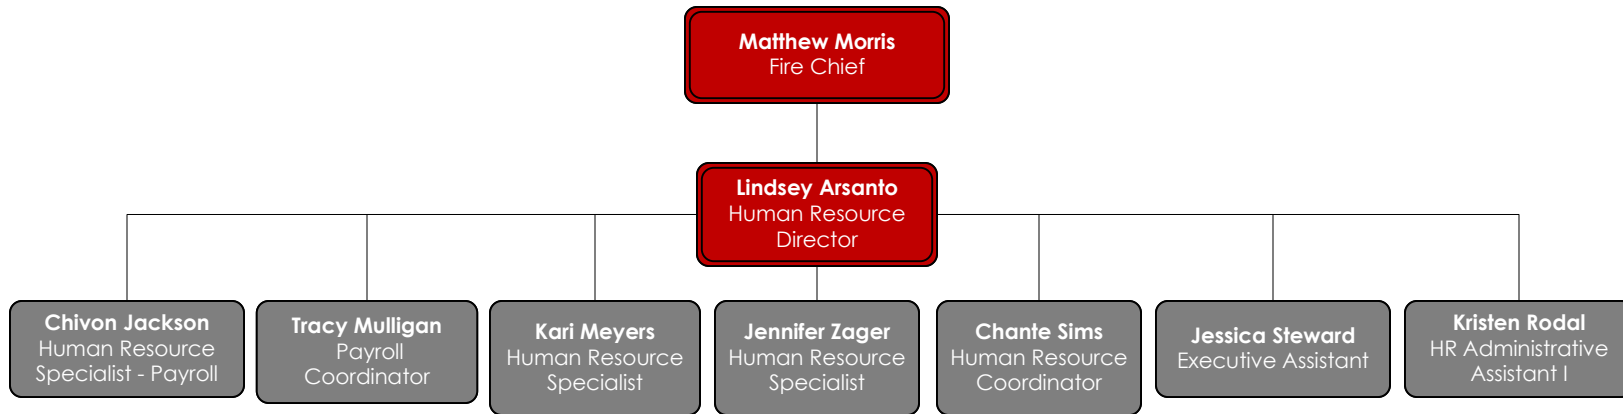 Matthew Morris
Fire Chief
Lindsey Arsanto
Human Resource
Director
Chivon Jackson
Human Resource
Specialist - Payroll
Tracy Mulligan
Payroll
Coordinator
Kari Meyers
Human Resource
Specialist
Jennifer Zager
Human Resource
Specialist
Chante Sims
Human Resource
Coordinator
Jessica Steward
Executive Assistant
Kristen Rodal
HR Administrative
Assistant I